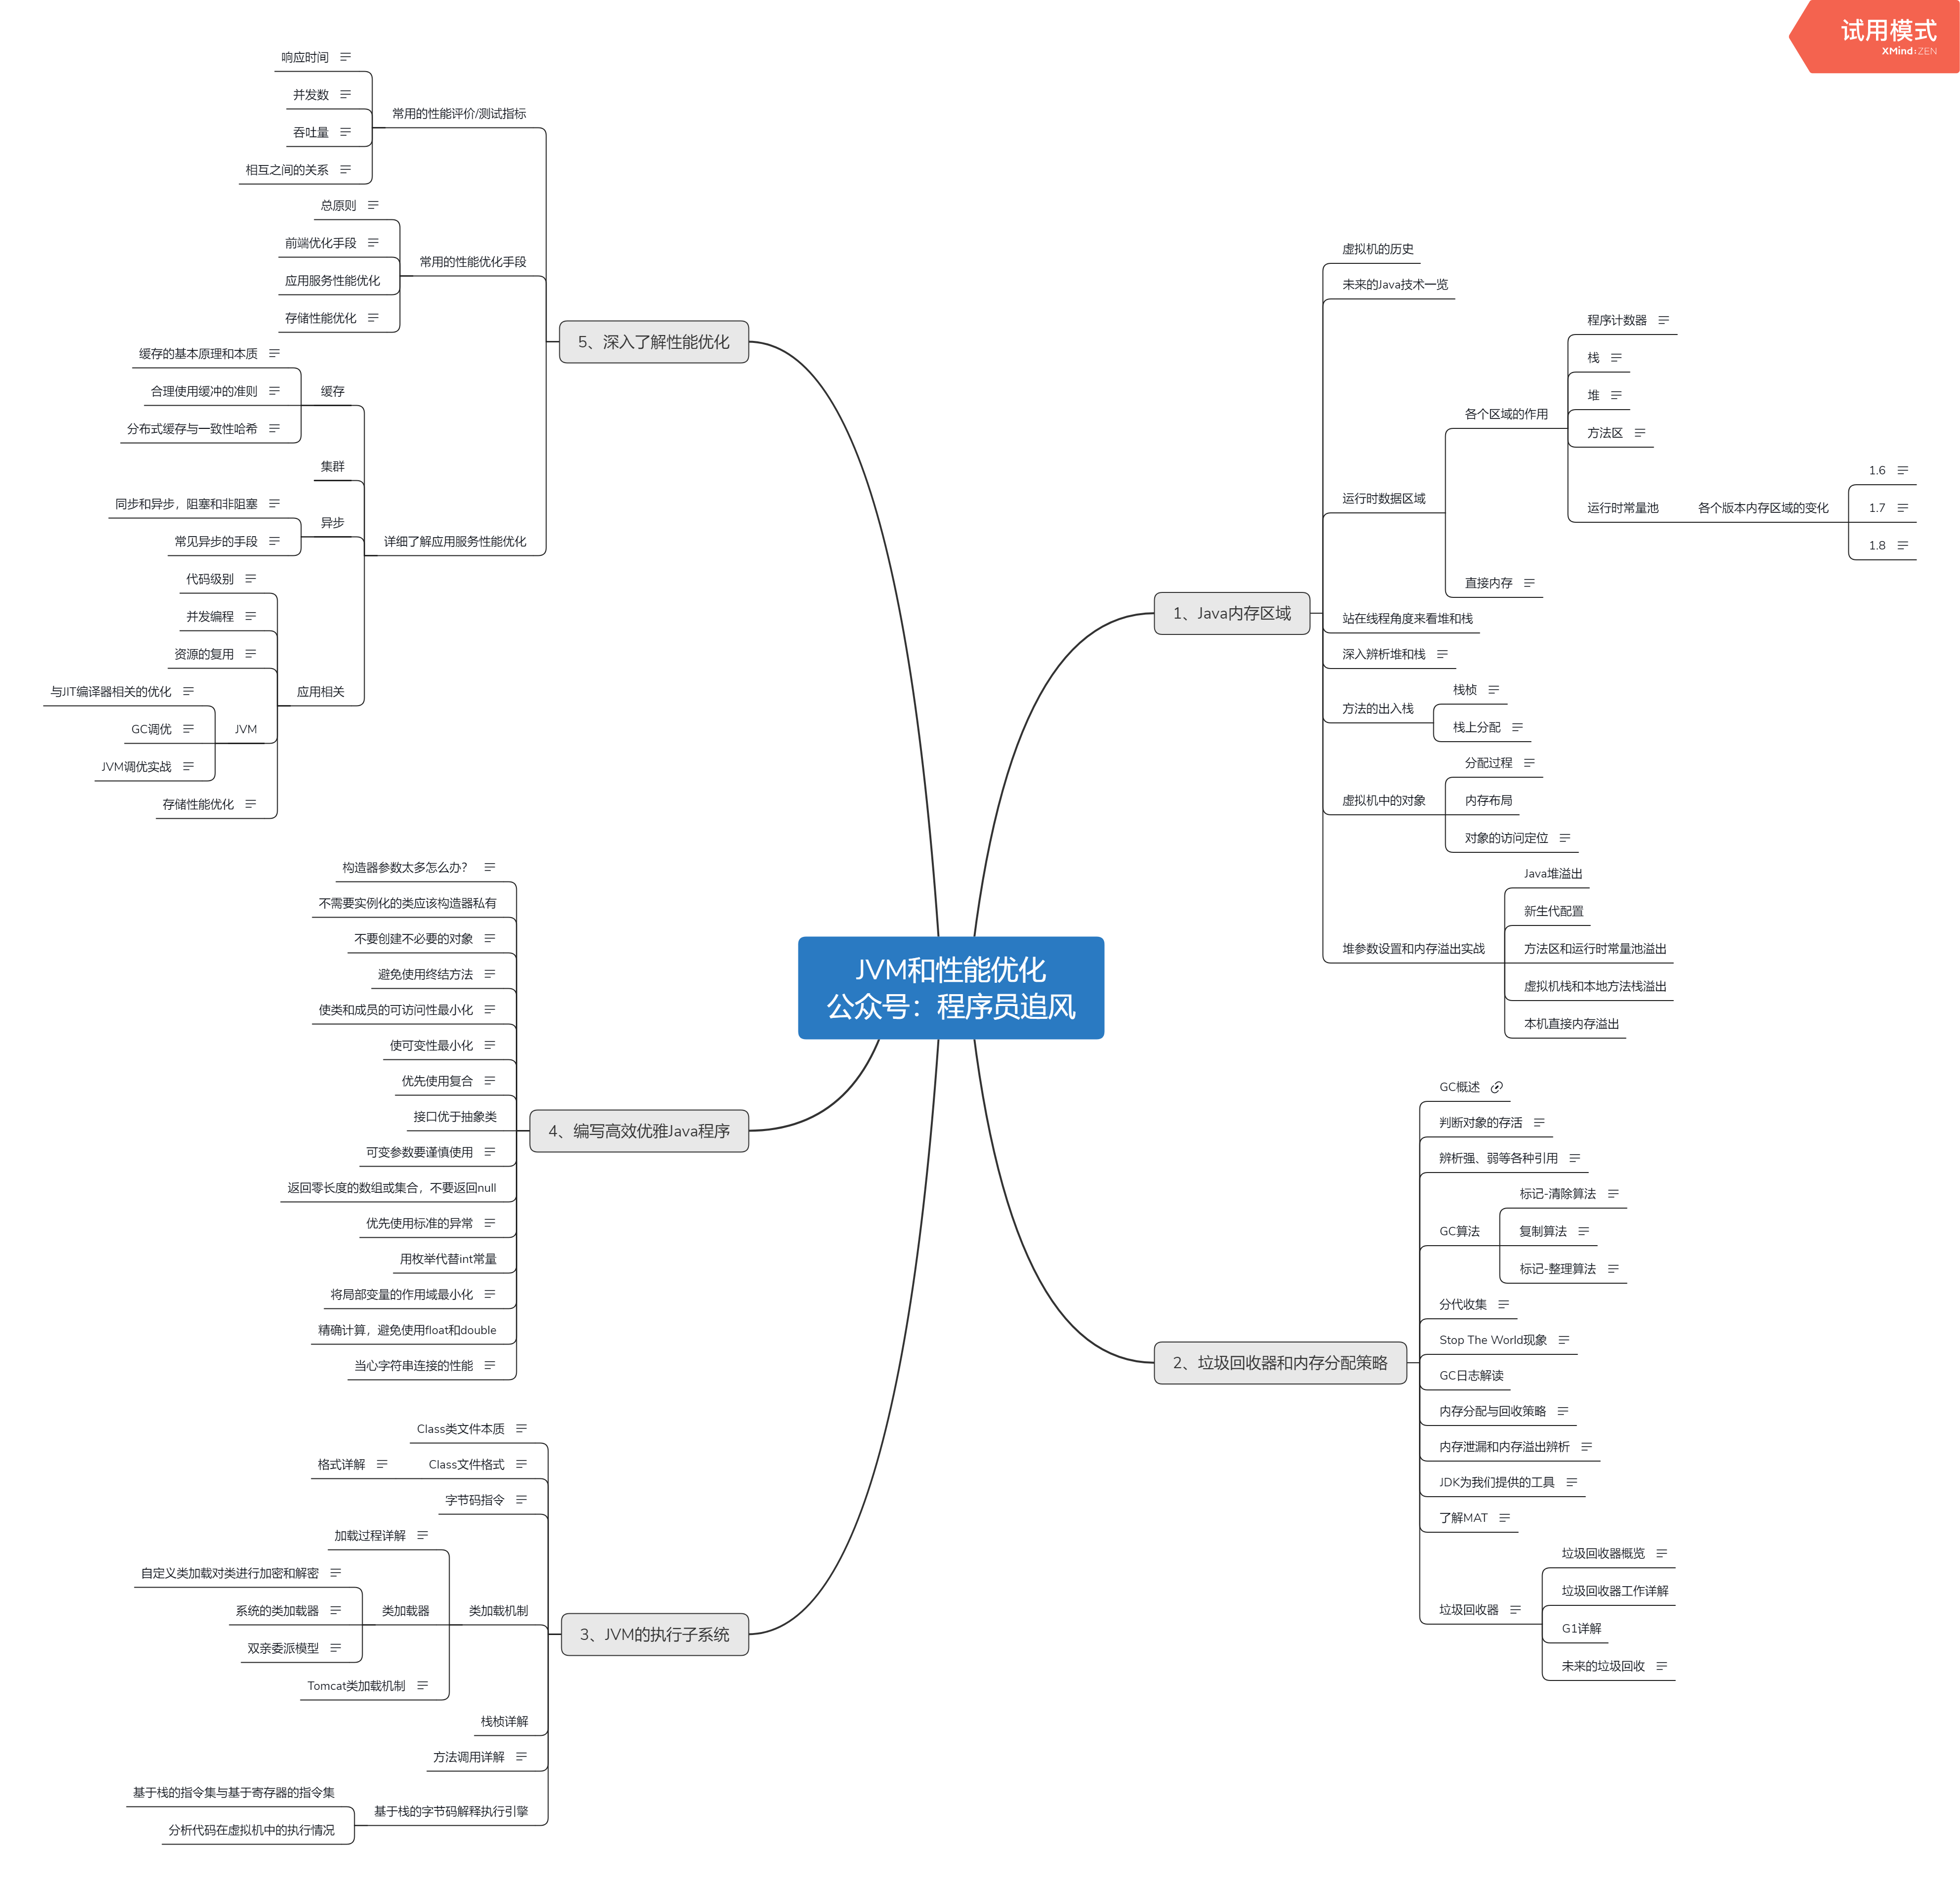 试用模式
XMind:ZEN
JVM和性能优化
公众号：程序员追风
1、Java内存区域
虚拟机的历史
未来的Java技术一览
运行时数据区域
各个区域的作用
程序计数器
栈
堆
方法区
运行时常量池
各个版本内存区域的变化
1.6
1.7
1.8
直接内存
站在线程角度来看堆和栈
深入辨析堆和栈
方法的出入栈
栈桢
栈上分配
虚拟机中的对象
分配过程
内存布局
对象的访问定位
堆参数设置和内存溢出实战
Java堆溢出
新生代配置
方法区和运行时常量池溢出
虚拟机栈和本地方法栈溢出
本机直接内存溢出
2、垃圾回收器和内存分配策略
GC概述
判断对象的存活
辨析强、弱等各种引用
GC算法
标记-清除算法
复制算法
标记-整理算法
分代收集
Stop The World现象
GC日志解读
内存分配与回收策略
内存泄漏和内存溢出辨析
JDK为我们提供的工具
了解MAT
垃圾回收器
垃圾回收器概览
垃圾回收器工作详解
G1详解
未来的垃圾回收
3、JVM的执行子系统
Class类文件本质
Class文件格式
格式详解
字节码指令
类加载机制
加载过程详解
类加载器
自定义类加载对类进行加密和解密
系统的类加载器
双亲委派模型
Tomcat类加载机制
栈桢详解
方法调用详解
基于栈的字节码解释执行引擎
基于栈的指令集与基于寄存器的指令集
分析代码在虚拟机中的执行情况
4、编写高效优雅Java程序
构造器参数太多怎么办？
不需要实例化的类应该构造器私有
不要创建不必要的对象
避免使用终结方法
使类和成员的可访问性最小化
使可变性最小化
优先使用复合
接口优于抽象类
可变参数要谨慎使用
返回零长度的数组或集合，不要返回null
优先使用标准的异常
用枚举代替int常量
将局部变量的作用域最小化
精确计算，避免使用float和double
当心字符串连接的性能
5、深入了解性能优化
常用的性能评价/测试指标
响应时间
并发数
吞吐量
相互之间的关系
常用的性能优化手段
总原则
前端优化手段
应用服务性能优化
存储性能优化
详细了解应用服务性能优化
缓存
缓存的基本原理和本质
合理使用缓冲的准则
分布式缓存与一致性哈希
集群
异步
同步和异步，阻塞和非阻塞
常见异步的手段
应用相关
代码级别
并发编程
资源的复用
JVM
与JIT编译器相关的优化
GC调优
JVM调优实战
存储性能优化